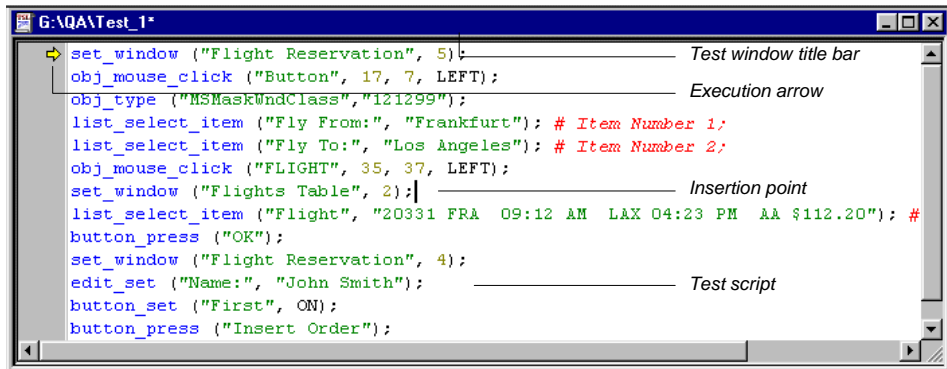 G:\QA\Test_1*
set_window ("Flight Reservation", 5);
Test window title bar
obj_mouse_click ("Button", 17, 7, LEFT);
Execution arrow
obj_type ("MSMaskWndClass","121299");
list_select_item ("Fly From:", "Frankfurt"); # Item Number 1;
list_select_item ("Fly To:", "Los Angeles"); # Item Number 2;
obj_mouse_click ("FLIGHT", 35, 37, LEFT);
set_window ("Flights Table", 2);
Insertion point
list_select_item ("Flight", "20331 FRA  09:12 AM  LAX 04:23 PM  AA $112.20"); #
button_press ("OK");
set_window ("Flight Reservation", 4);
edit_set ("Name:", "John Smith");
Test script
button_set ("First", ON);
button_press ("Insert Order");